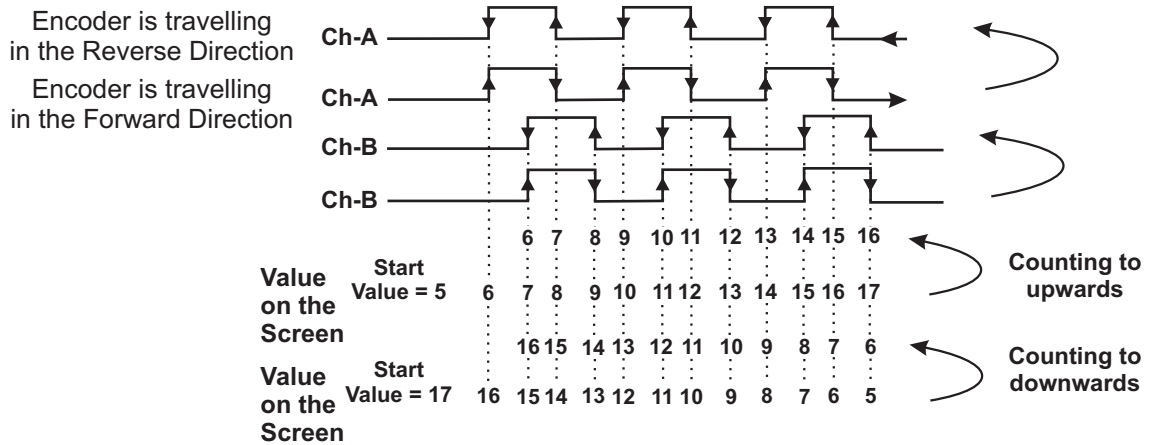 Encoder is travelling
in the Reverse Direction
Ch-A
Encoder is travelling
in the Forward Direction
Ch-A
Ch-B
Ch-B
6 7 8 9 10 11 12 13 14 15 16
Value
on the
Screen
Start
Value = 5
6 7 8 9 10 11 12 13 14 15 16 17
Counting to
upwards
16 15 14 13 12 11 10 9 8 7 6
Value
on the
Screen
Start
Value = 17
16 15 14 13 12 11 10 9 8 7 6 5
Counting to
downwards